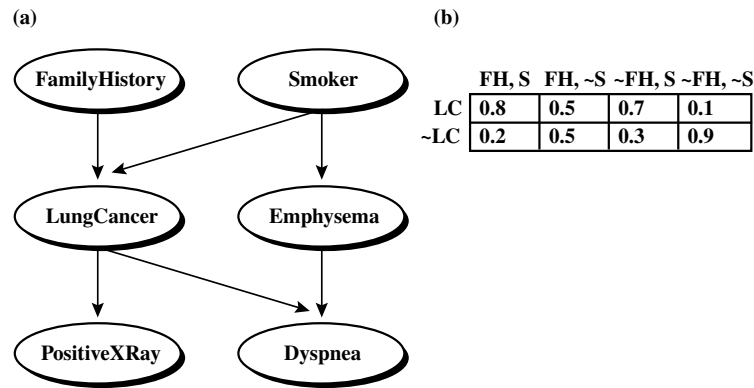 (a)
(b)
FamilyHistory
Smoker
LungCancer
Emphysema
PositiveXRay
Dyspnea
FH, S FH, ~S ~FH, S ~FH, ~S
LC 0.8 0.5 0.7 0.1
~LC 0.2 0.5 0.3 0.9